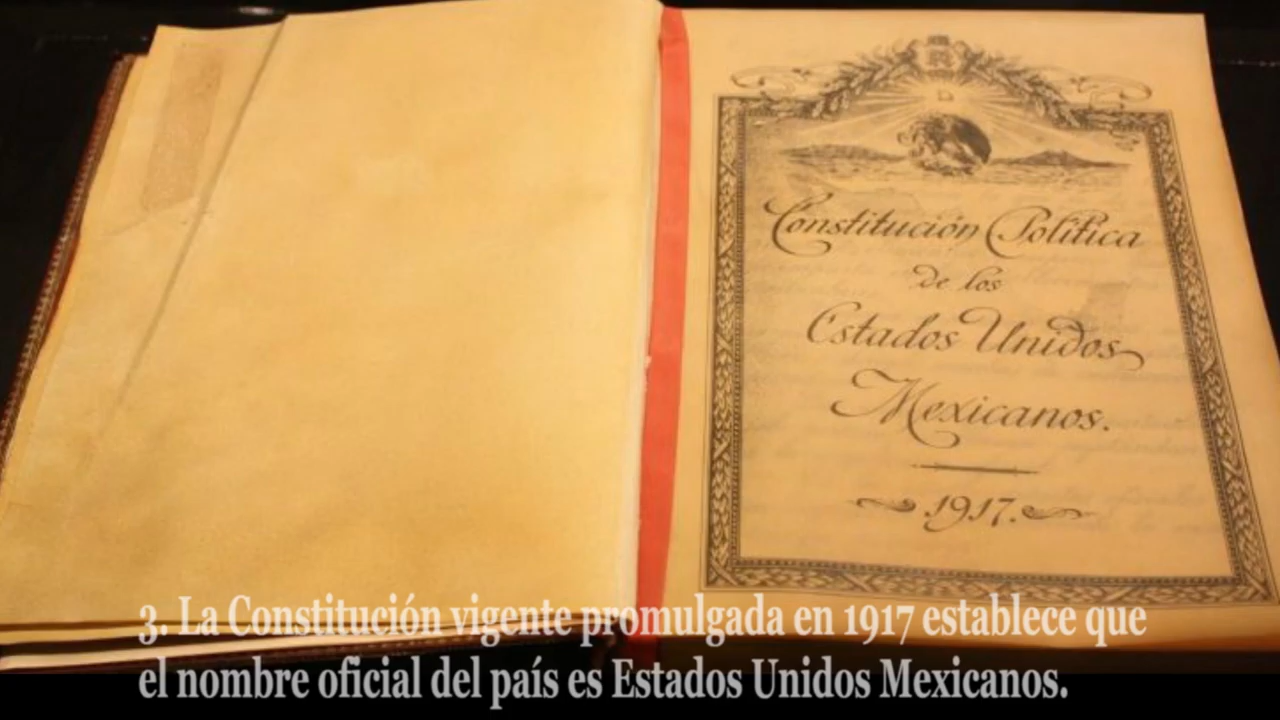 Constitución Política
de los
Estados Unidos
Mexicanos.
1917.
3. La Constitución vigente promulgada en 1917 establece que
el nombre oficial del país es Estados Unidos Mexicanos.